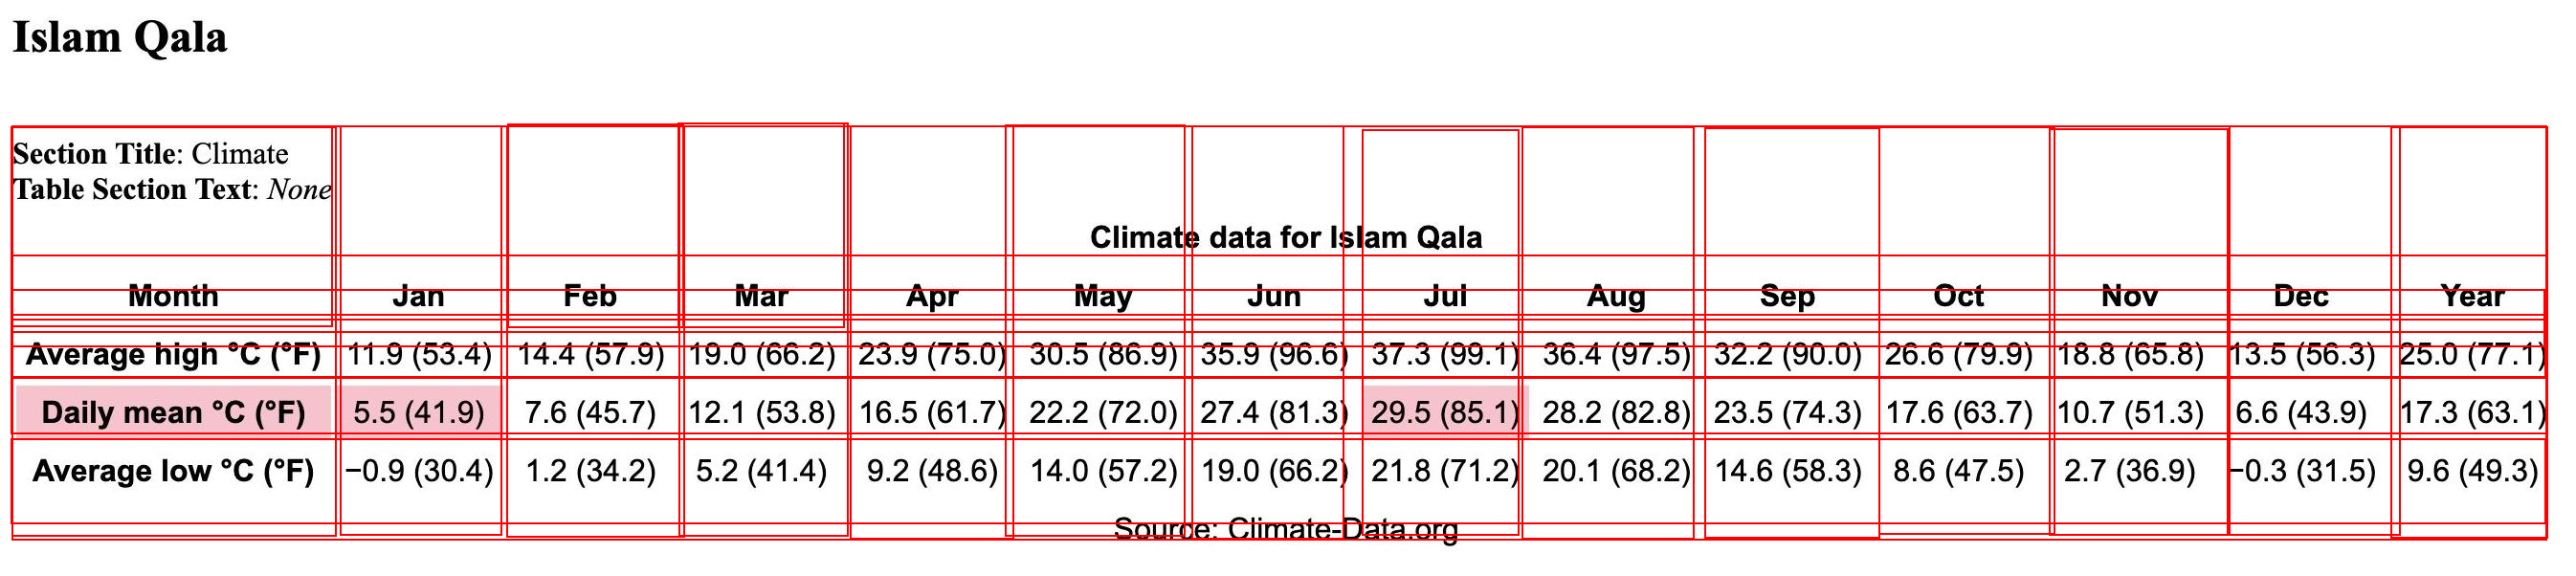 Islam Qala
Section Title: Climate
Table Section Text: None
Climate data for Islam Qala
Month Jan Feb Mar Apr May Jun Jul Aug Sep Oct Nov Dec Year
Average high °C (°F) 11.9 (53.4) 14.4 (57.9) 19.0 (66.2) 23.9 (75.0) 30.5 (86.9) 35.9 (96.6) 37.3 (99.1) 36.4 (97.5) 32.2 (90.0) 26.6 (79.9) 18.8 (65.8) 13.5 (56.3) 25.0 (77.1)
Daily mean °C (°F) 5.5 (41.9) 7.6 (45.7) 12.1 (53.8) 16.5 (61.7) 22.2 (72.0) 27.4 (81.3) 29.5 (85.1) 28.2 (82.8) 23.5 (74.3) 17.6 (63.7) 10.7 (51.3) 6.6 (43.9) 17.3 (63.1)
Average low °C (°F) −0.9 (30.4) 1.2 (34.2) 5.2 (41.4) 9.2 (48.6) 14.0 (57.2) 19.0 (66.2) 21.8 (71.2) 20.1 (68.2) 14.6 (58.3) 8.6 (47.5) 2.7 (36.9) −0.3 (31.5) 9.6 (49.3)
Source: Climate-Data.org